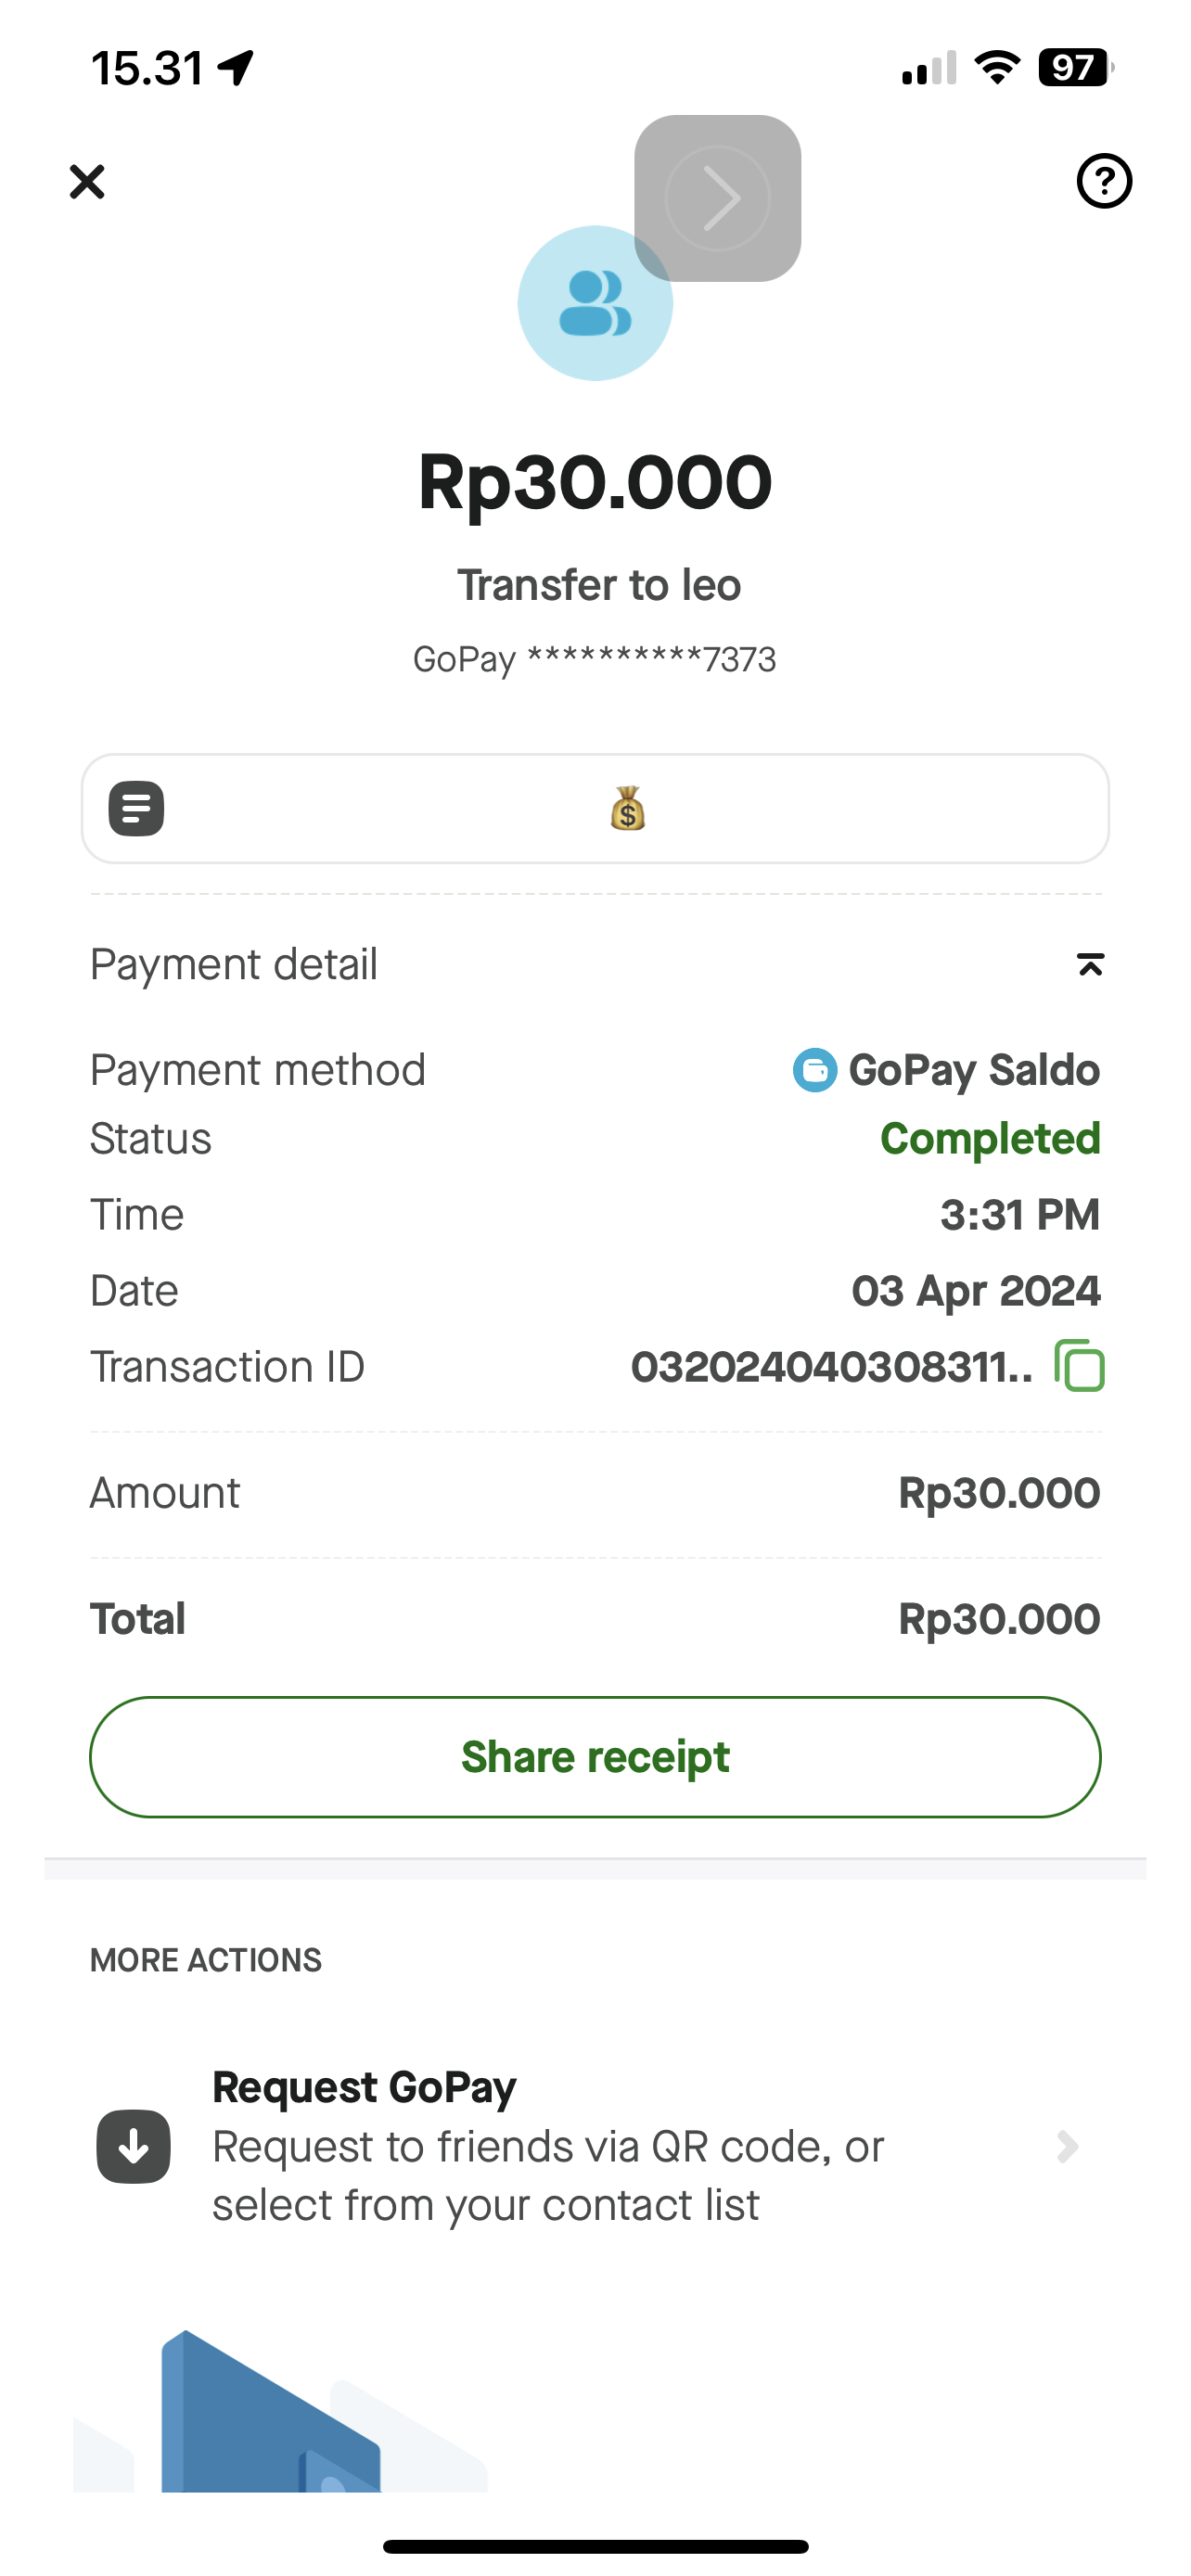 15.31
97
Rp30.000
Transfer to leo
GoPay **********7373
Payment detail
Payment method GoPay Saldo
Status Completed
Time 3:31 PM
Date 03 Apr 2024
Transaction ID 032024040308311..
Amount Rp30.000
Total Rp30.000
Share receipt
MORE ACTIONS
Request GoPay
Request to friends via QR code, or
select from your contact list